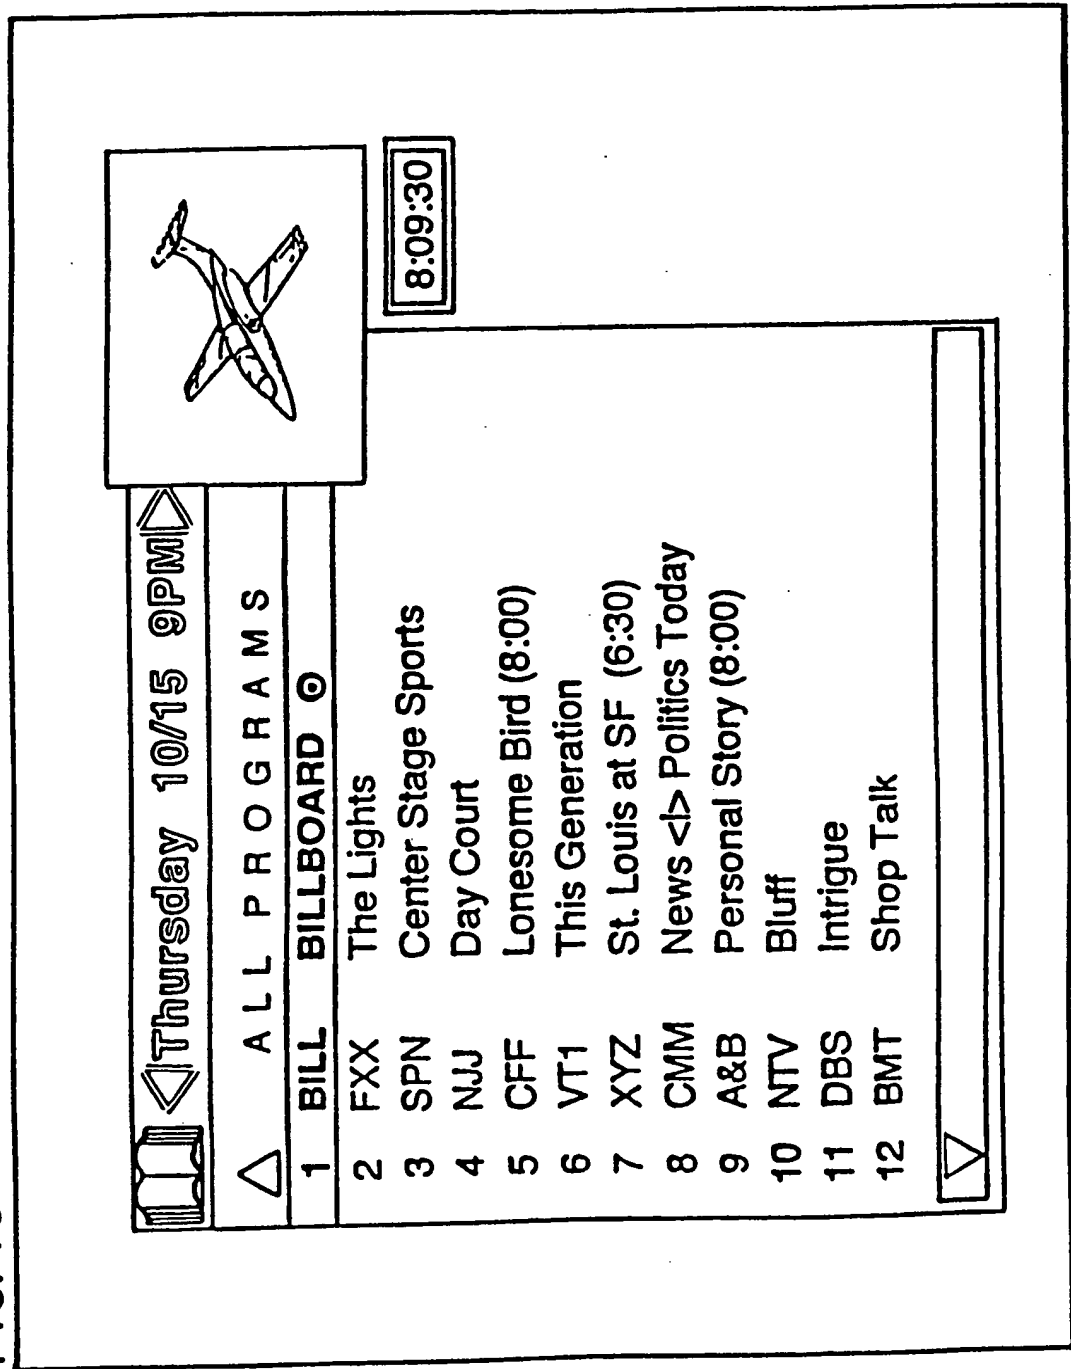 Thursday 10/15 9PM
ALL PROGRAMS
1 BILL BILLBOARD
2 FXX The Lights
3 SPN Center Stage Sports
4 NJJ Day Court
5 CFF Lonesome Bird (8:00)
6 VT1 This Generation
7 XYZ St. Louis at SF (6:30)
8 CMM News <|> Politics Today
9 A&B Personal Story (8:00)
10 NTV Bluff
11 DBS Intrigue
12 BMT Shop Talk
8:09:30